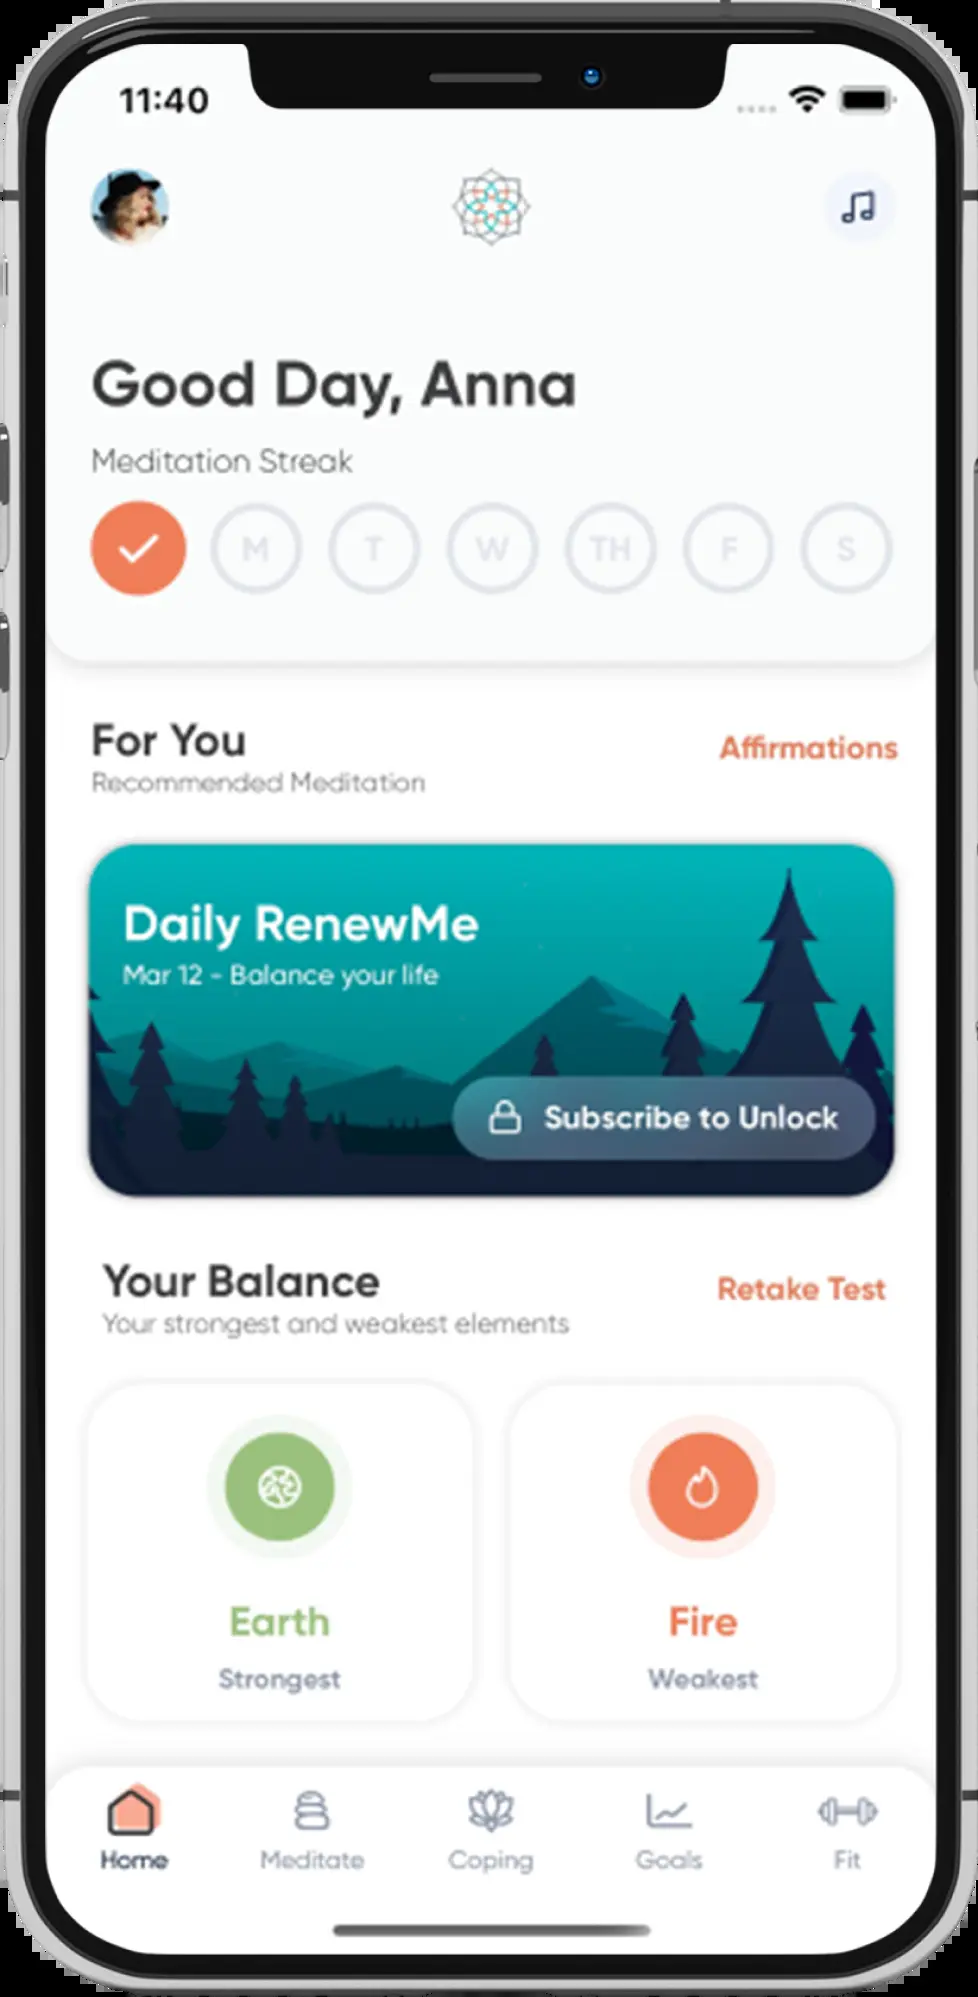 11:40
Good Day, Anna
Meditation Streak
M T W TH F S
For You
Affirmations
Recommended Meditation
Daily RenewMe
Mar 12 - Balance your life
Subscribe to Unlock
Your Balance
Retake Test
Your strongest and weakest elements
Earth
Fire
Strongest
Weakest
Home Meditate Coping Goals Fit